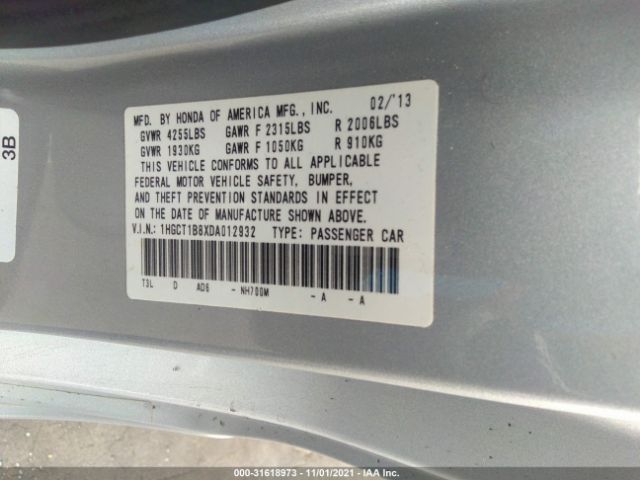 MFD. BY HONDA OF AMERICA MFG., INC. 02/'13
GVWR 4255LBS GAWR F 2315LBS R 2006LBS
GVWR 1930KG GAWR F 1050KG R 910KG
THIS VEHICLE CONFORMS TO ALL APPLICABLE
FEDERAL MOTOR VEHICLE SAFETY, BUMPER,
AND THEFT PREVENTION STANDARDS IN EFFECT
ON THE DATE OF MANUFACTURE SHOWN ABOVE.
V.I.N.: 1HGCT1B8XDA012932 TYPE: PASSENGER CAR
T3L D AD6 - NH700M - A - A
3B
000-31618973 - 11/01/2021 - IAA Inc.